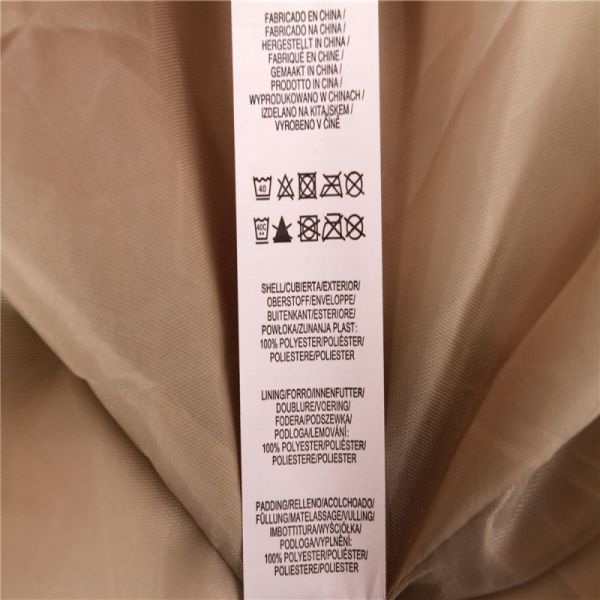 FABRICADO EN CHINA /
FABRICADO NA CHINA /
HERGESTELLT IN CHINA /
FABRIQUÉ EN CHINE /
GEMAAKT IN CHINA /
PRODOTTO IN CINA /
WYPRODUKOWANO W CHINACH /
IZDELANO NA KITAJSKEM /
VYROBENO V ČÍNĚ
40
40C
SHELL/CUBIERTA/EXTERIOR/
OBERSTOFF/ENVELOPPE/
BUITENKANT/ESTERIORE/
POWŁOKA/ZUNANJA PLAST:
100% POLYESTER/POLIÉSTER/
POLIESTERE/POLIESTER
LINING/FORRO/INNENFUTTER/
DOUBLURE/VOERING/
FODERA/PODSZEWKA/
PODLOGA/LEMOVÁNÍ:
100% POLYESTER/POLIÉSTER/
POLIESTERE/POLIESTER
PADDING/RELLENO/ACOLCHOADO/
FÜLLUNG/MATELASSAGE/VULLING/
IMBOTTITURA/WYŚCIÓŁKA/
PODLOGA/VYPLNĚNÍ:
100% POLYESTER/POLIÉSTER/
POLIESTERE/POLIESTER